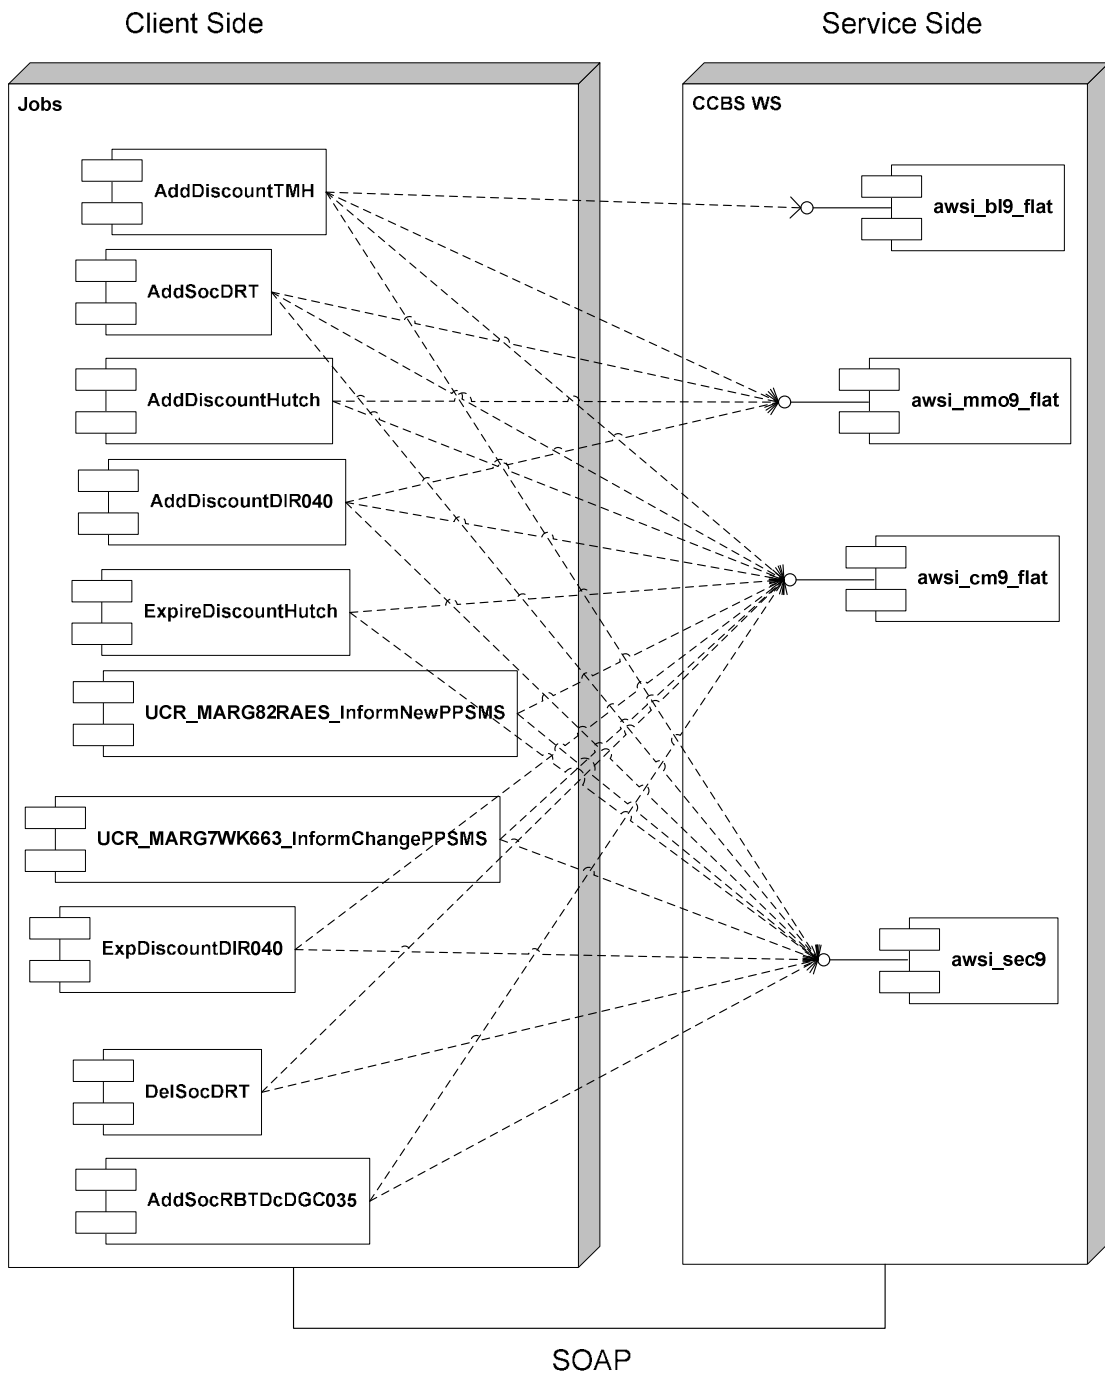 Client Side
Service Side
Jobs
CCBS WS
AddDiscountTMH
awsi_bl9_flat
AddSocDRT
AddDiscountHutch
awsi_mmo9_flat
AddDiscountDIR040
awsi_cm9_flat
ExpireDiscountHutch
UCR_MARG82RAES_InformNewPPSMS
UCR_MARG7WK663_InformChangePPSMS
ExpDiscountDIR040
awsi_sec9
DelSocDRT
AddSocRBTDcDGC035
SOAP